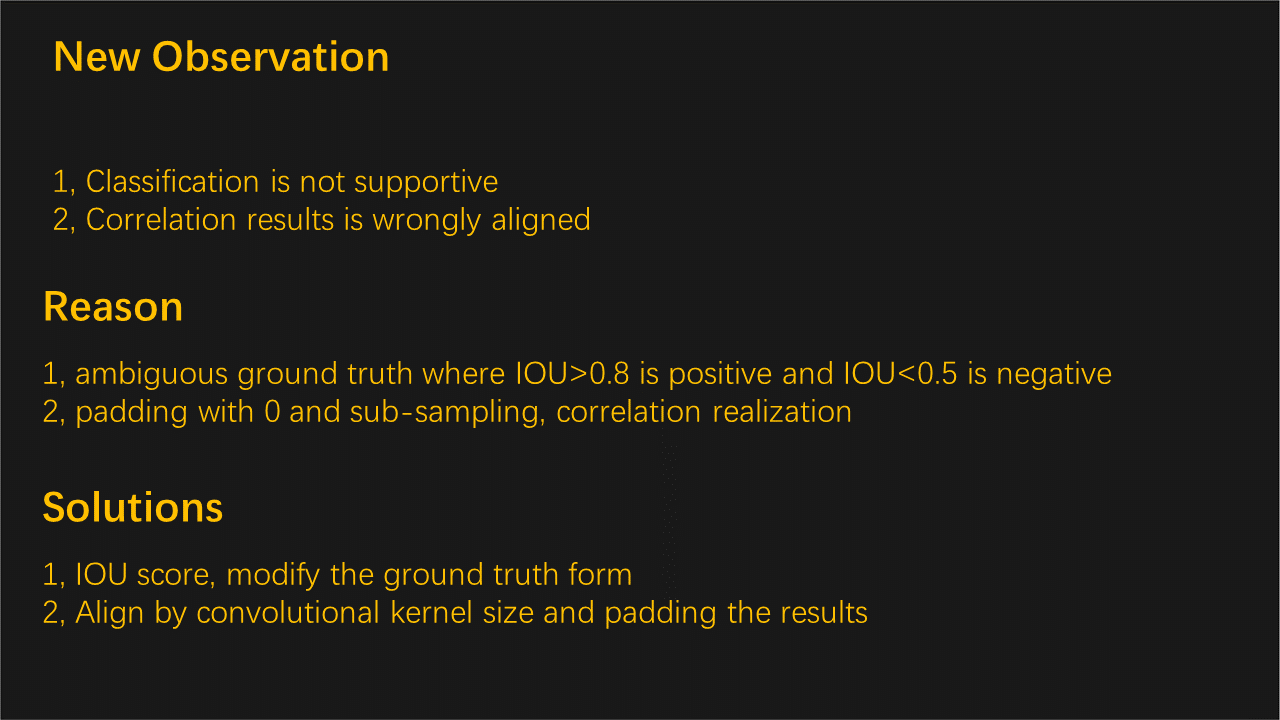 New Observation
1, Classification is not supportive
2, Correlation results is wrongly aligned
Reason
1, ambiguous ground truth where IOU>0.8 is positive and IOU<0.5 is negative
2, padding with 0 and sub-sampling, correlation realization
Solutions
1, IOU score, modify the ground truth form
2, Align by convolutional kernel size and padding the results